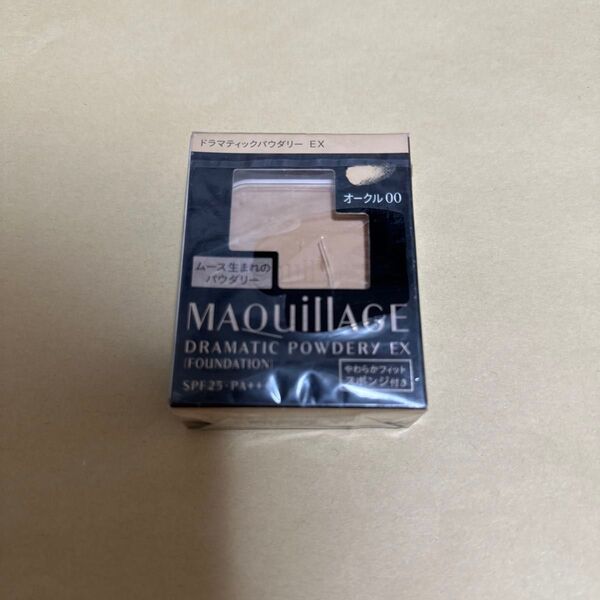 ドラマティックパウダリー EX
オークル00
ムース生まれの
パウダリー
MAQuillAGE
DRAMATIC POWDERY EX
(FOUNDATION)
SPF25・PA++
やわらかフィット
スポンジ付き